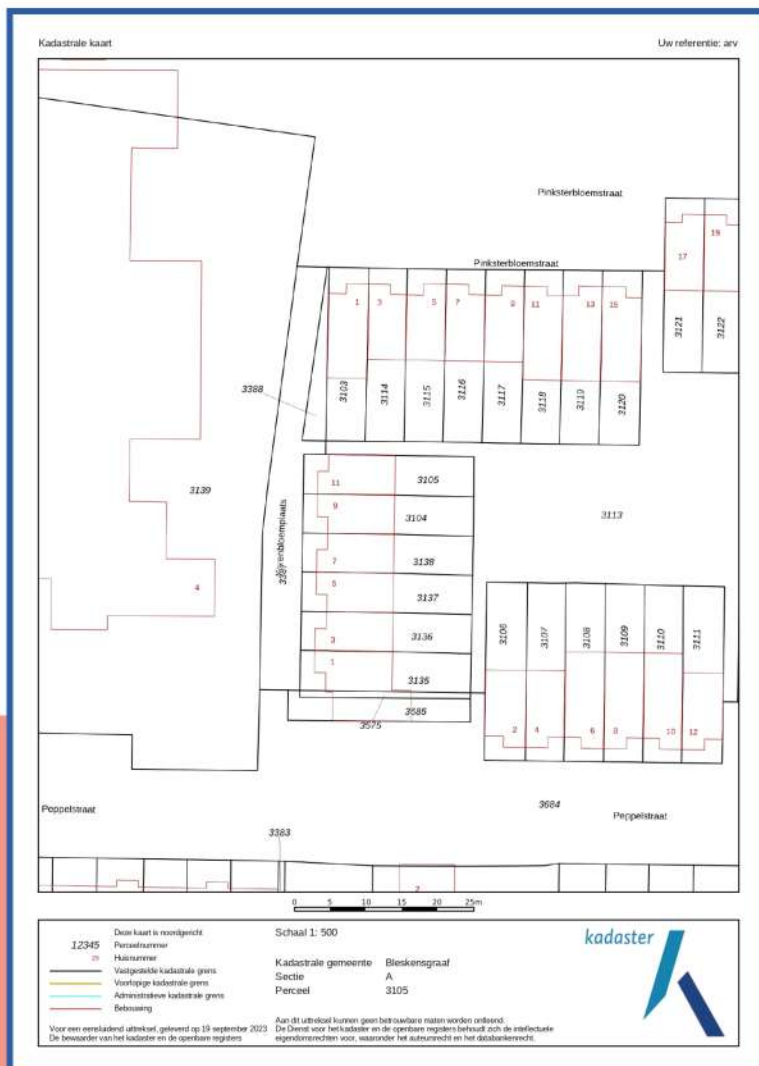 Kadastrale kaart
Uw referentie: arv
Pinksterbloemstraat
19
17
Pinksterbloemstraat
1
3
5
7
9
11
13
15
3121
3122
3388
3103
3114
3115
3116
3117
3118
3119
3120
3139
11
3105
9
3104
3113
3387
7
3138
5
3137
4
3
3136
1
3135
3106
3107
3108
3109
3110
3111
3585
3575
2
4
6
8
10
12
Peppelstraat
3684
Peppelstraat
3383
2
0 5 10 15 20 25m
Deze kaart is noordgericht
12345 Perceelnummer
25 Huisnummer
Vastgestelde kadastrale grens
Voorlopige kadastrale grens
Administratieve kadastrale grens
Bebouwing
Voor een eensluidend uittreksel, geleverd op 19 september 2023
De bewaarder van het kadaster en de openbare registers
Schaal 1: 500
Kadastrale gemeente Bleskensgraaf
Sectie A
Perceel 3105
Aan dit uittreksel kunnen geen betrouwbare maten worden ontleend.
De Dienst voor het kadaster en de openbare registers behoudt zich de intellectuele
eigendomsrechten voor, waaronder het auteursrecht en het databankenrecht.
kadaster